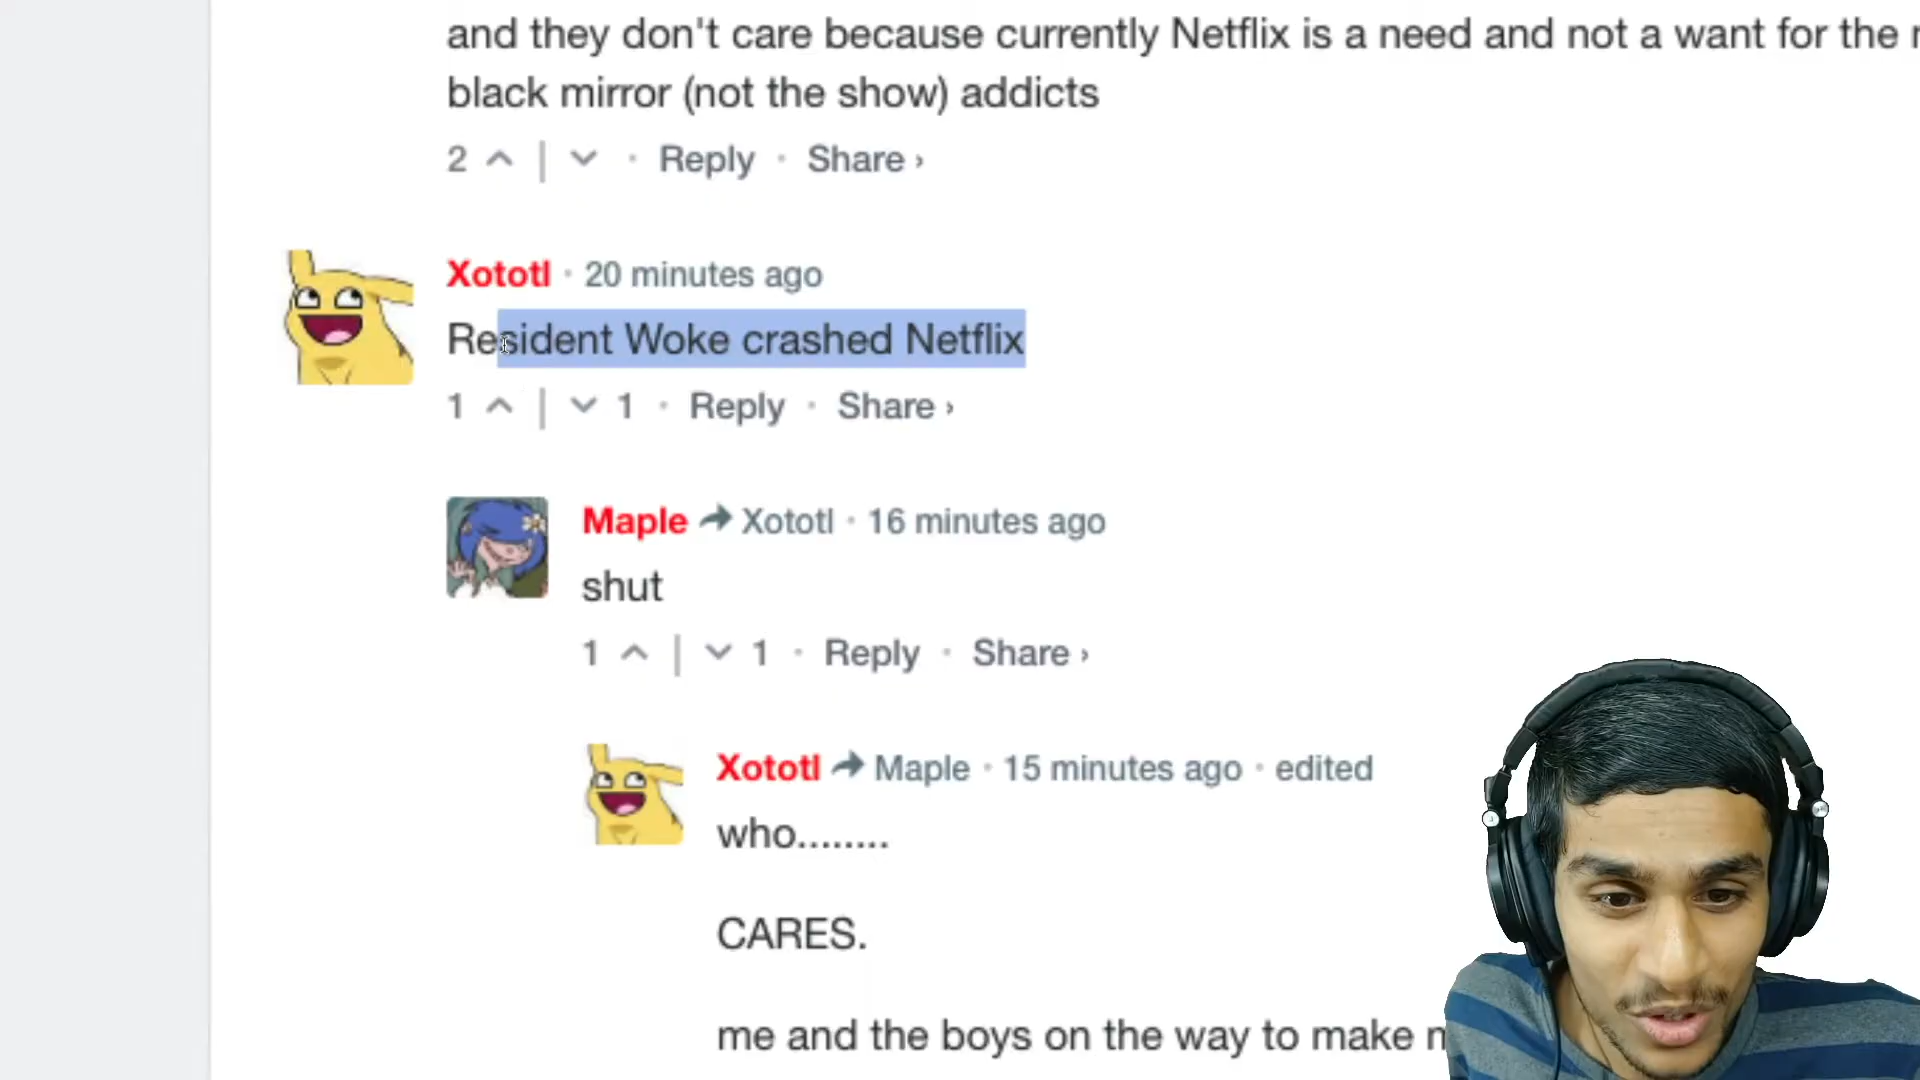 and they don't care because currently Netflix is a need and not a want for the
black mirror (not the show) addicts
2 · Reply · Share ›
Xototl · 20 minutes ago
Resident Woke crashed Netflix
1 | 1 · Reply · Share ›
Maple Xototl · 16 minutes ago
shut
1 | 1 · Reply · Share ›
Xototl Maple · 15 minutes ago · edited
who........
CARES.
me and the boys on the way to make